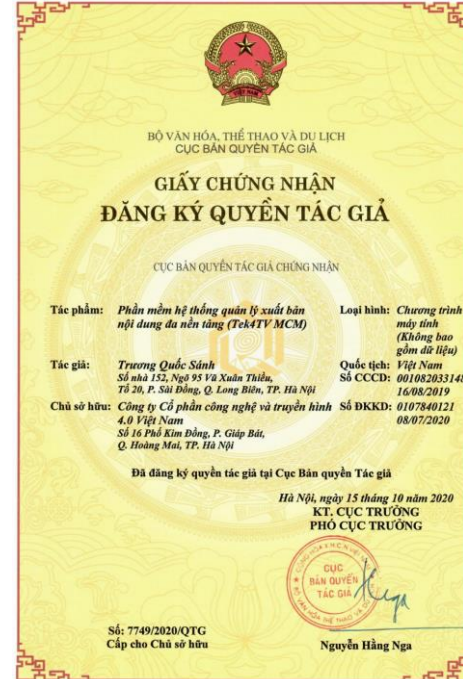 VIỆT NAM
BỘ VĂN HÓA, THỂ THAO VÀ DU LỊCH
CỤC BẢN QUYỀN TÁC GIẢ
GIẤY CHỨNG NHẬN
ĐĂNG KÝ QUYỀN TÁC GIẢ
CỤC BẢN QUYỀN TÁC GIẢ CHỨNG NHẬN
Tác phẩm: Phần mềm hệ thống quản lý xuất bản
nội dung đa nền tảng (Tek4TV MCM)
Loại hình: Chương trình
máy tính
(Không bao
gồm dữ liệu)
Tác giả: Trương Quốc Sánh
Số nhà 152, Ngõ 95 Vũ Xuân Thiều,
Tổ 20, P. Sài Đồng, Q. Long Biên, TP. Hà Nội
Quốc tịch: Việt Nam
Số CCCD: 001082033148
16/08/2019
Chủ sở hữu: Công ty Cổ phần công nghệ và truyền hình
4.0 Việt Nam
Số 16 Phố Kim Đồng, P. Giáp Bát,
Q. Hoàng Mai, TP. Hà Nội
Số ĐKKD: 0107840121
08/07/2020
Đã đăng ký quyền tác giả tại Cục Bản quyền Tác giả
Hà Nội, ngày 15 tháng 10 năm 2020
KT. CỤC TRƯỞNG
PHÓ CỤC TRƯỞNG
CỤC
BẢN QUYỀN
TÁC GIẢ
Số: 7749/2020/QTG
Cấp cho Chủ sở hữu
Nguyễn Hằng Nga